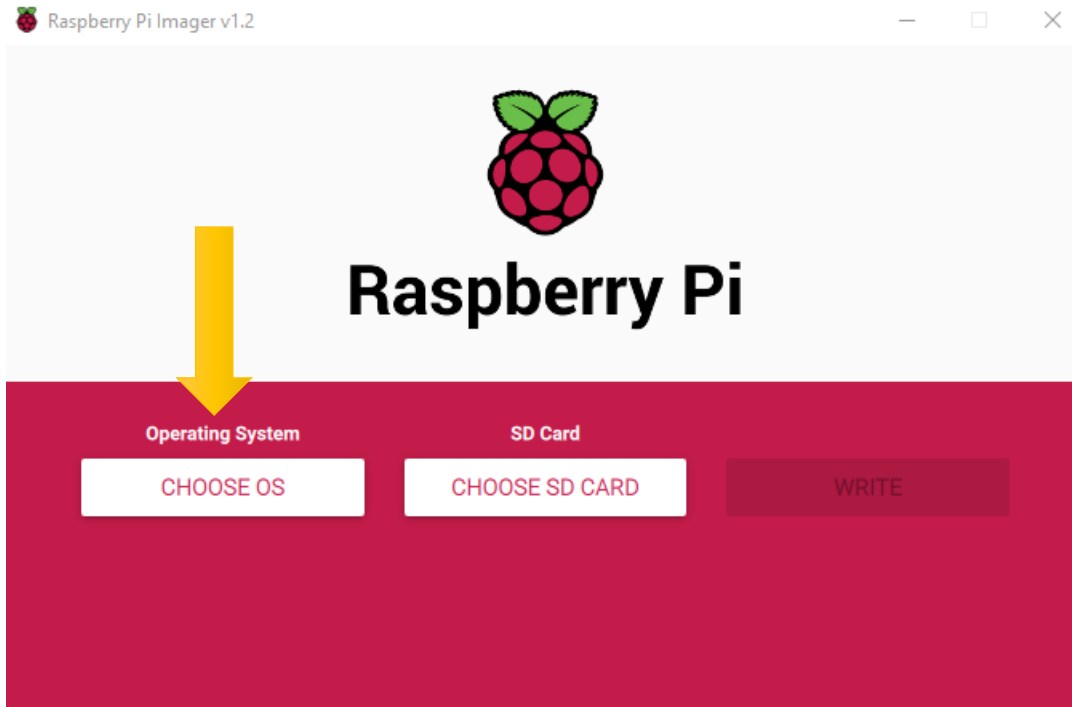 Raspberry Pi Imager v1.2
Raspberry Pi
Operating System
SD Card
CHOOSE OS
CHOOSE SD CARD
WRITE